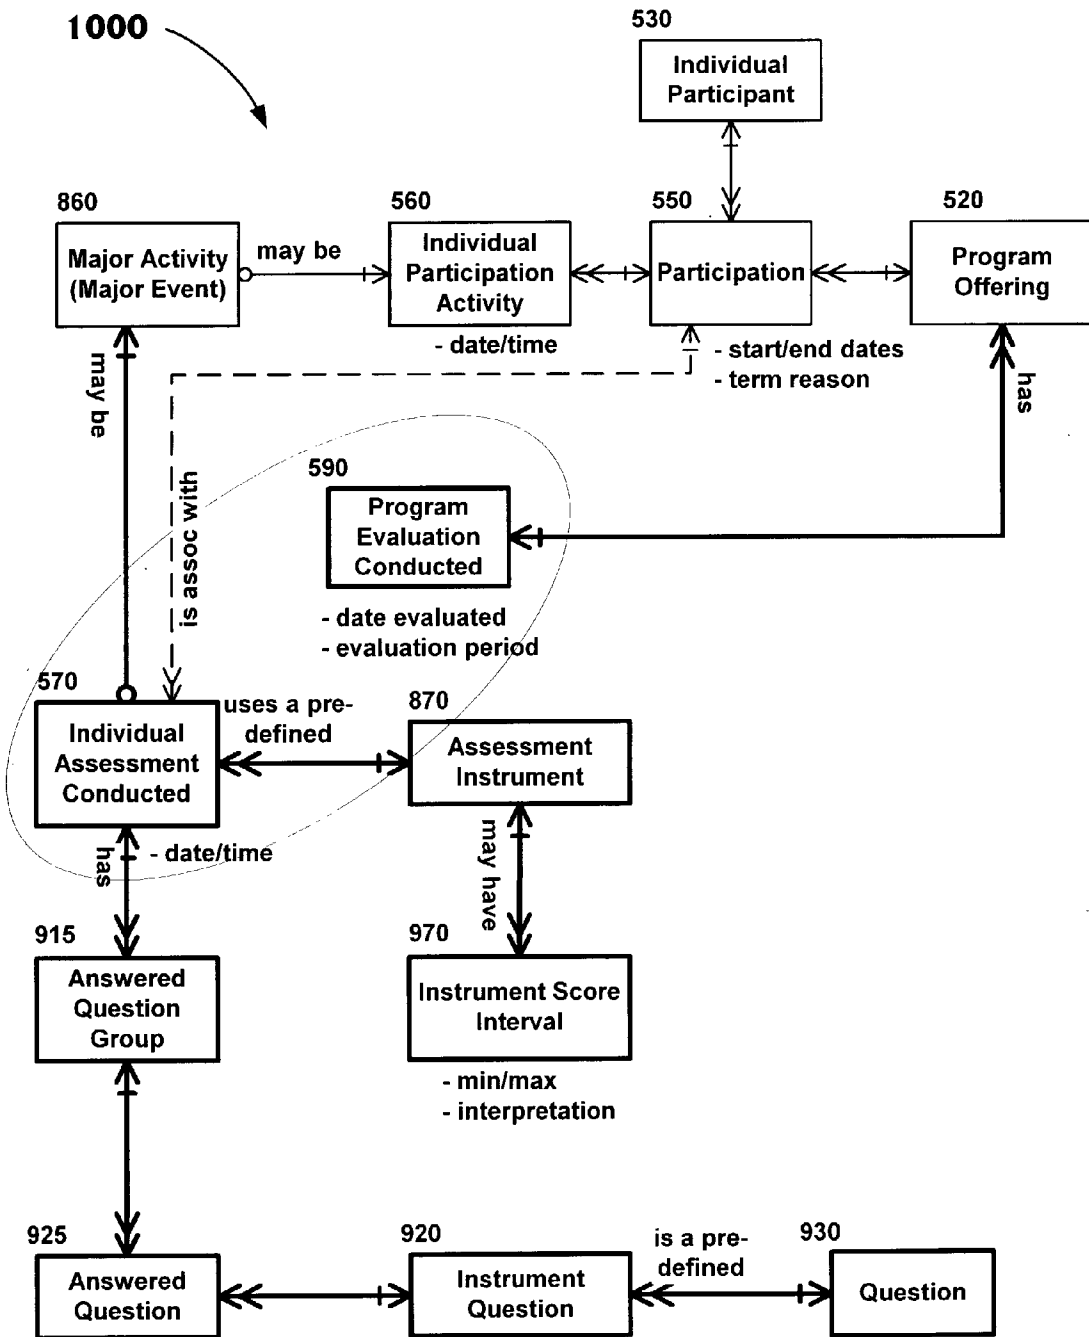 1000
530
Individual
Participant
860
Major Activity
(Major Event)
may be
560
Individual
Participation
Activity
- date/time
550
Participation
- start/end dates
- term reason
520
Program
Offering
has
may be
is assoc with
590
Program
Evaluation
Conducted
- date evaluated
- evaluation period
570
Individual
Assessment
Conducted
- date/time
uses a pre-
defined
870
Assessment
Instrument
has
may have
915
Answered
Question
Group
970
Instrument Score
Interval
- min/max
- interpretation
925
Answered
Question
920
Instrument
Question
is a pre-
defined
930
Question